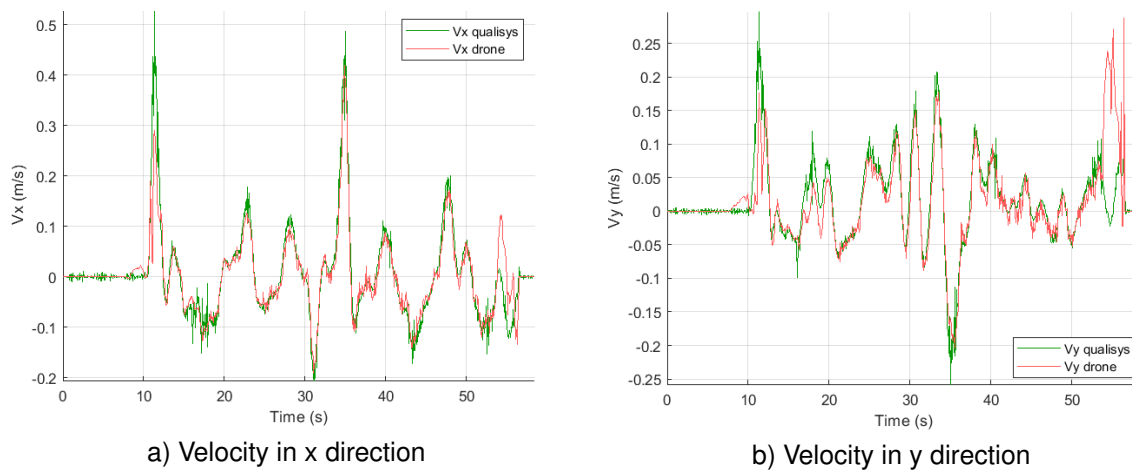 0.5
0.4
0.3
0.2
0.1
0
-0.1
-0.2
Vx (m/s)
Vx qualisys
Vx drone
0 10 20 30 40 50
Time (s)
a) Velocity in x direction
0.25
0.2
0.15
0.1
0.05
0
-0.05
-0.1
-0.15
-0.2
-0.25
Vy (m/s)
Vy qualisys
Vy drone
0 10 20 30 40 50
Time (s)
b) Velocity in y direction